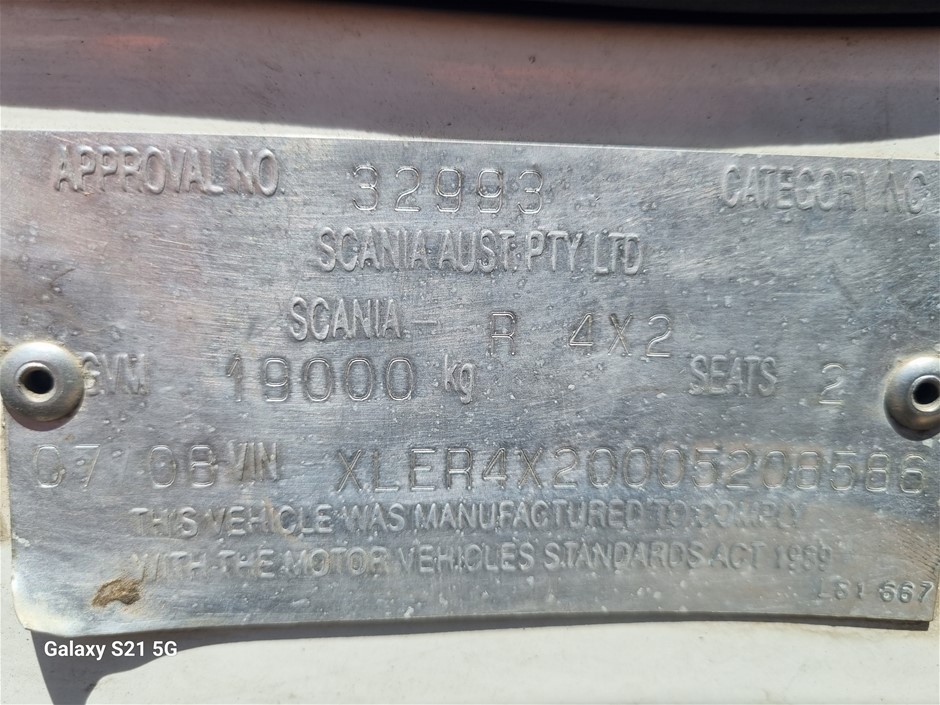 APPROVAL NO. 32993 CATEGORY NC
SCANIA AUST. PTY. LTD.
SCANIA - R 4X2
GVM. 19000 kg SEATS 2
07 08 VIN - XLER4X20005208586
THIS VEHICLE WAS MANUFACTURED TO COMPLY
WITH THE MOTOR VEHICLES STANDARDS ACT 1989
667
Galaxy S21 5G